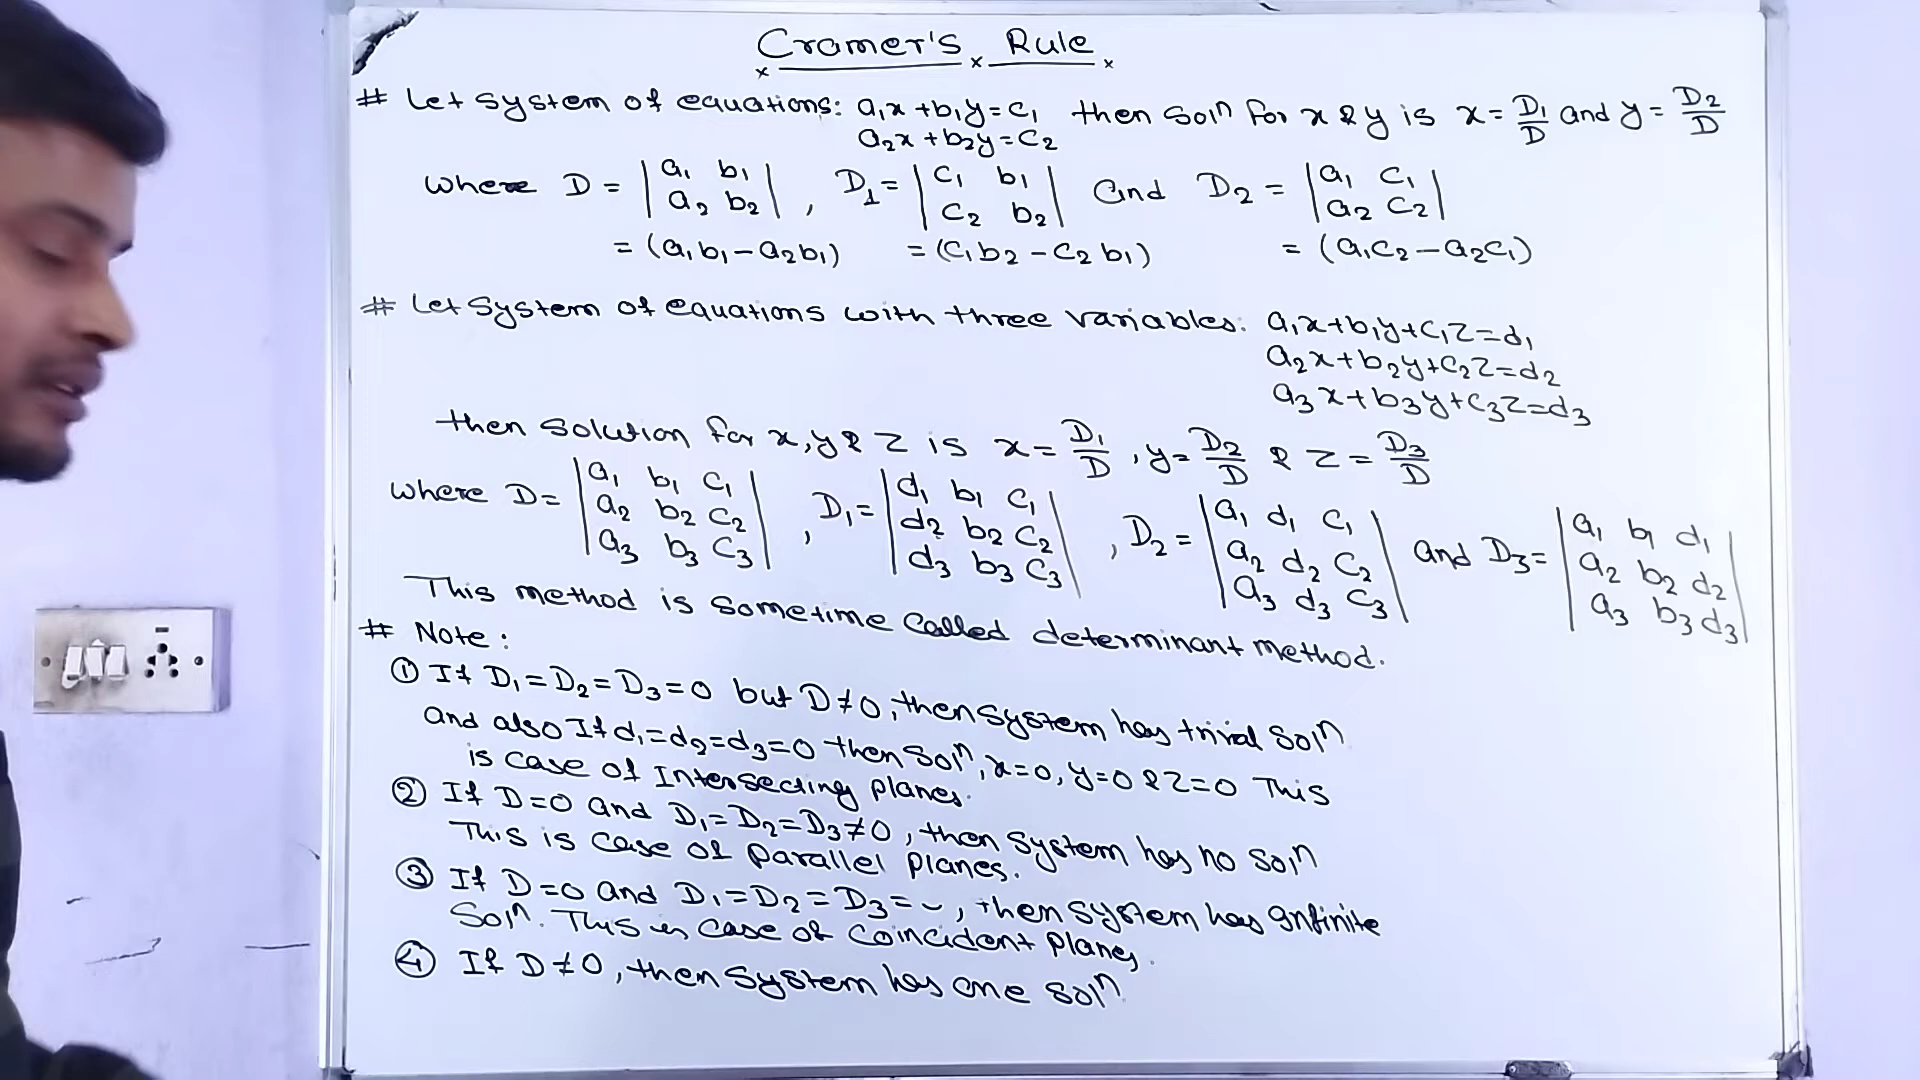 Cramer's Rule
# Let system of equations: a₁x+b₁y=c₁ then solⁿ for x & y is x= D₁/D and y= D₂/D
a₂x+b₂y=c₂
where D = |a₁ b₁| , D₁= |c₁ b₁| and D₂ = |a₁ c₁|
|a₂ b₂| |c₂ b₂| |a₂ c₂|
=(a₁b₁-a₂b₁) =(c₁b₂-c₂b₁) =(a₁c₂-a₂c₁)
# Let System of equations with three variables: a₁x+b₁y+c₁z=d₁
a₂x+b₂y+c₂z=d₂
a₃x+b₃y+c₃z=d₃
then solution for x,y & z is x= D₁/D , y= D₂/D & z= D₃/D
where D= |a₁ b₁ c₁| , D₁= |d₁ b₁ c₁| , D₂= |a₁ d₁ c₁| and D₃= |a₁ b₁ d₁|
|a₂ b₂ c₂| |d₂ b₂ c₂| |a₂ d₂ c₂| |a₂ b₂ d₂|
|a₃ b₃ c₃| |d₃ b₃ c₃| |a₃ d₃ c₃| |a₃ b₃ d₃|
This method is sometime called determinant method.
# Note:
① If D₁=D₂=D₃=0 but D≠0, then system has trival solⁿ
and also If d₁=d₂=d₃=0 then solⁿ, x=0, y=0 & z=0 This
is case of Intersecting planes.
② If D=0 and D₁=D₂=D₃≠0, then system has no solⁿ
This is case of parallel planes.
③ If D=0 and D₁=D₂=D₃= , then system has infinite
solⁿ. This is case of coincident planes.
④ If D≠0, then system has one solⁿ